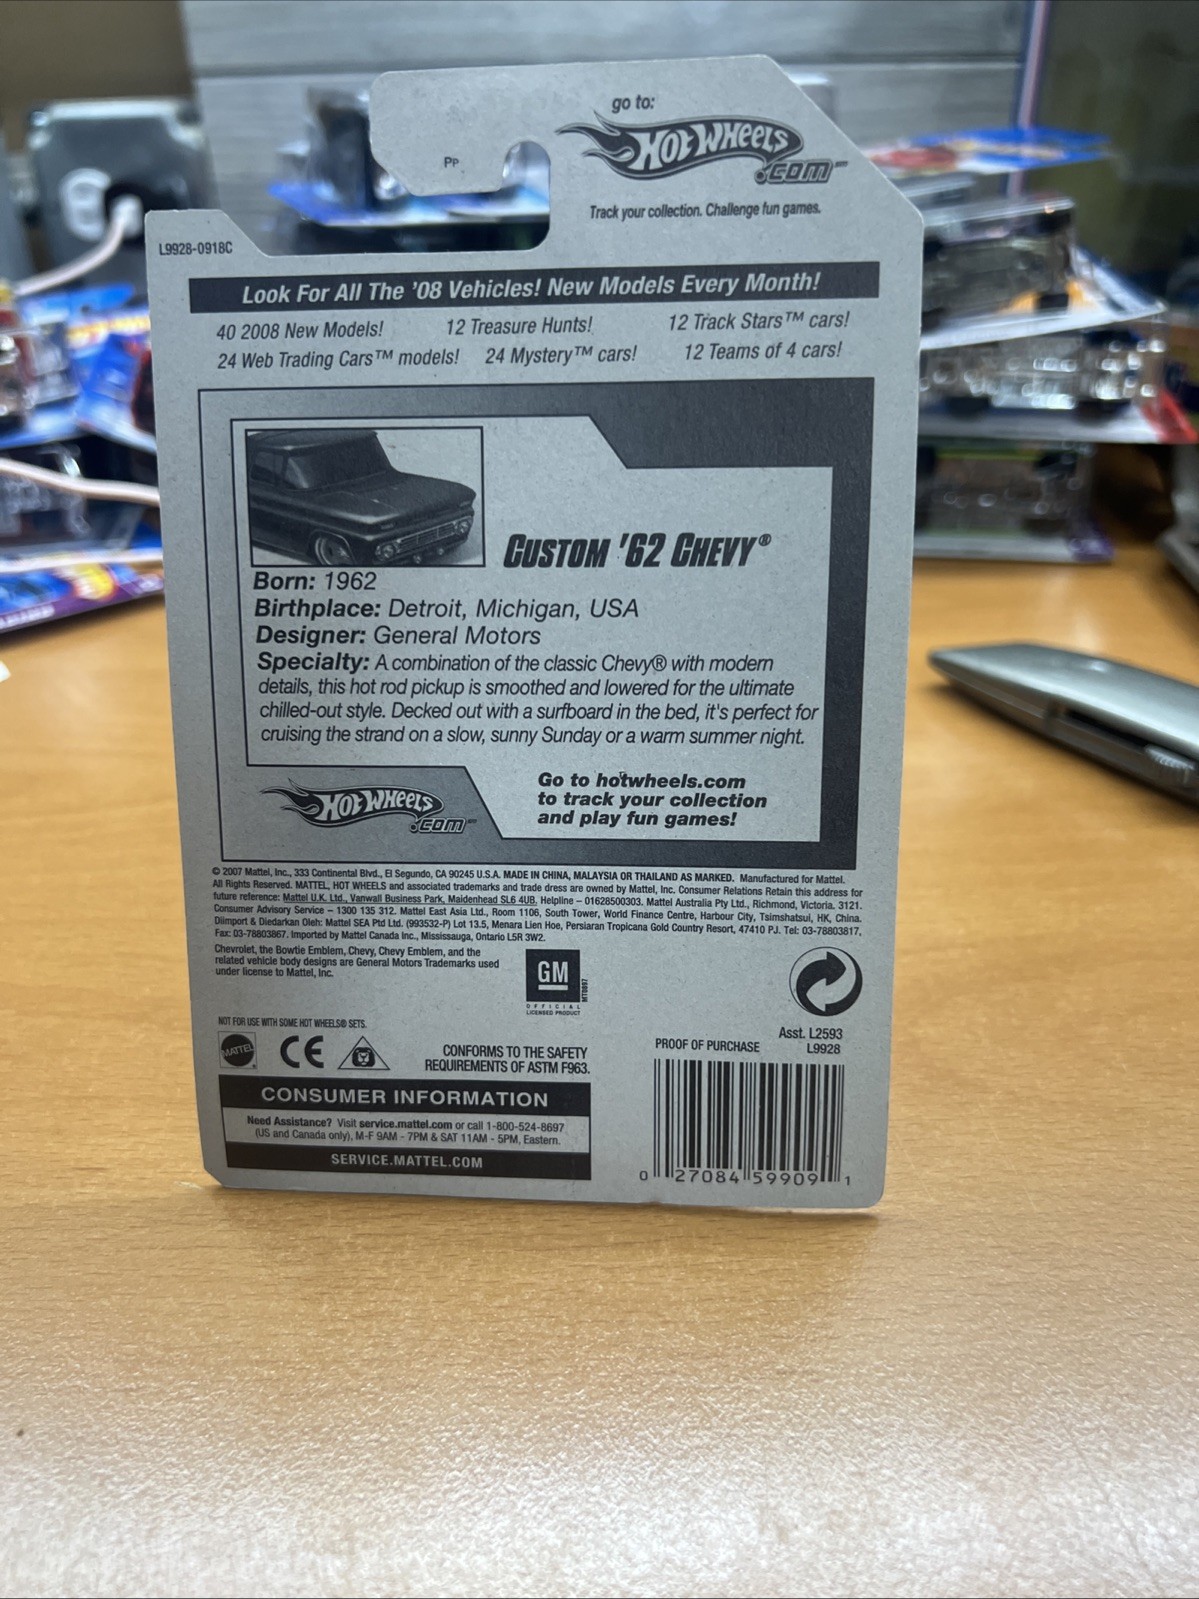 go to:
HOT WHEELS
.com™
Pp
Track your collection. Challenge fun games.
L9928-0918C
Look For All The '08 Vehicles! New Models Every Month!
40 2008 New Models! 12 Treasure Hunts! 12 Track Stars™ cars!
24 Web Trading Cars™ models! 24 Mystery™ cars! 12 Teams of 4 cars!
CUSTOM '62 CHEVY®
Born: 1962
Birthplace: Detroit, Michigan, USA
Designer: General Motors
Specialty: A combination of the classic Chevy® with modern
details, this hot rod pickup is smoothed and lowered for the ultimate
chilled-out style. Decked out with a surfboard in the bed, it's perfect for
cruising the strand on a slow, sunny Sunday or a warm summer night.
HOT WHEELS
.com™
Go to hotwheels.com
to track your collection
and play fun games!
© 2007 Mattel, Inc., 333 Continental Blvd., El Segundo, CA 90245 U.S.A. MADE IN CHINA, MALAYSIA OR THAILAND AS MARKED. Manufactured for Mattel.
All Rights Reserved. MATTEL, HOT WHEELS and associated trademarks and trade dress are owned by Mattel, Inc. Consumer Relations Retain this address for
future reference: Mattel U.K. Ltd., Vanwall Business Park, Maidenhead SL6 4UB, Helpline – 01628500303. Mattel Australia Pty Ltd., Richmond, Victoria. 3121.
Consumer Advisory Service – 1300 135 312. Mattel East Asia Ltd., Room 1106, South Tower, World Finance Centre, Harbour City, Tsimshatsui, HK, China.
Diimport & Diedarkan Oleh: Mattel SEA Ptd Ltd. (993532-P) Lot 13.5, Menara Lien Hoe, Persiaran Tropicana Gold Country Resort, 47410 PJ. Tel: 03-78803817,
Fax: 03-78803867. Imported by Mattel Canada Inc., Mississauga, Ontario L5R 3W2.
Chevrolet, the Bowtie Emblem, Chevy, Chevy Emblem, and the
related vehicle body designs are General Motors Trademarks used
under license to Mattel, Inc.
GM
OFFICIAL
LICENSED PRODUCT
MT0897
NOT FOR USE WITH SOME HOT WHEELS® SETS.
MATTEL
CE
CONFORMS TO THE SAFETY
REQUIREMENTS OF ASTM F963.
Asst. L2593
PROOF OF PURCHASE L9928
CONSUMER INFORMATION
Need Assistance? Visit service.mattel.com or call 1-800-524-8697
(US and Canada only), M-F 9AM - 7PM & SAT 11AM - 5PM, Eastern.
SERVICE.MATTEL.COM
0 27084 59909 1